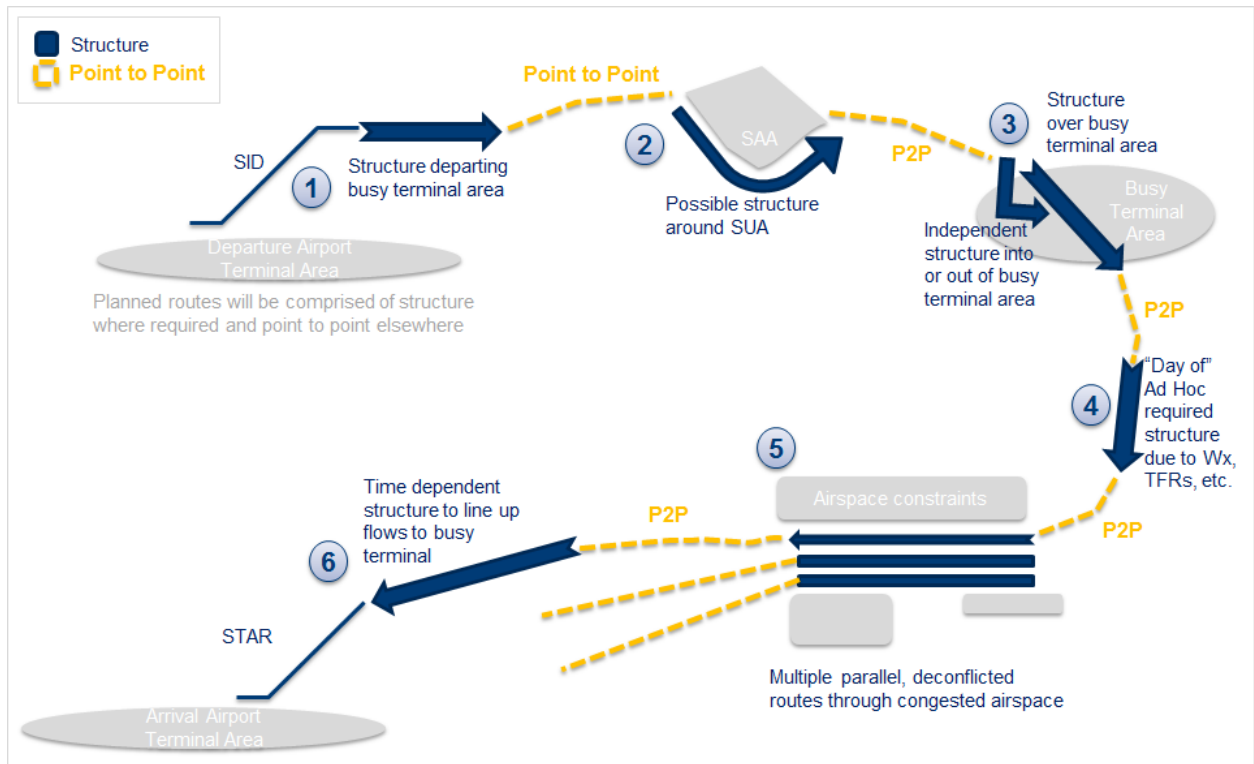 Structure
Point to Point
Point to Point
SID
1
Structure departing
busy terminal area
Departure Airport
Terminal Area
Planned routes will be comprised of structure
where required and point to point elsewhere
2
SAA
Possible structure
around SUA
P2P
3
Structure
over busy
terminal area
Busy
Terminal
Area
Independent
structure into
or out of busy
terminal area
P2P
4
“Day of”
Ad Hoc
required
structure
due to Wx,
TFRs, etc.
P2P
5
Airspace constraints
Multiple parallel, deconflicted
routes through congested airspace
P2P
6
Time dependent
structure to line up
flows to busy
terminal
STAR
Arrival Airport
Terminal Area